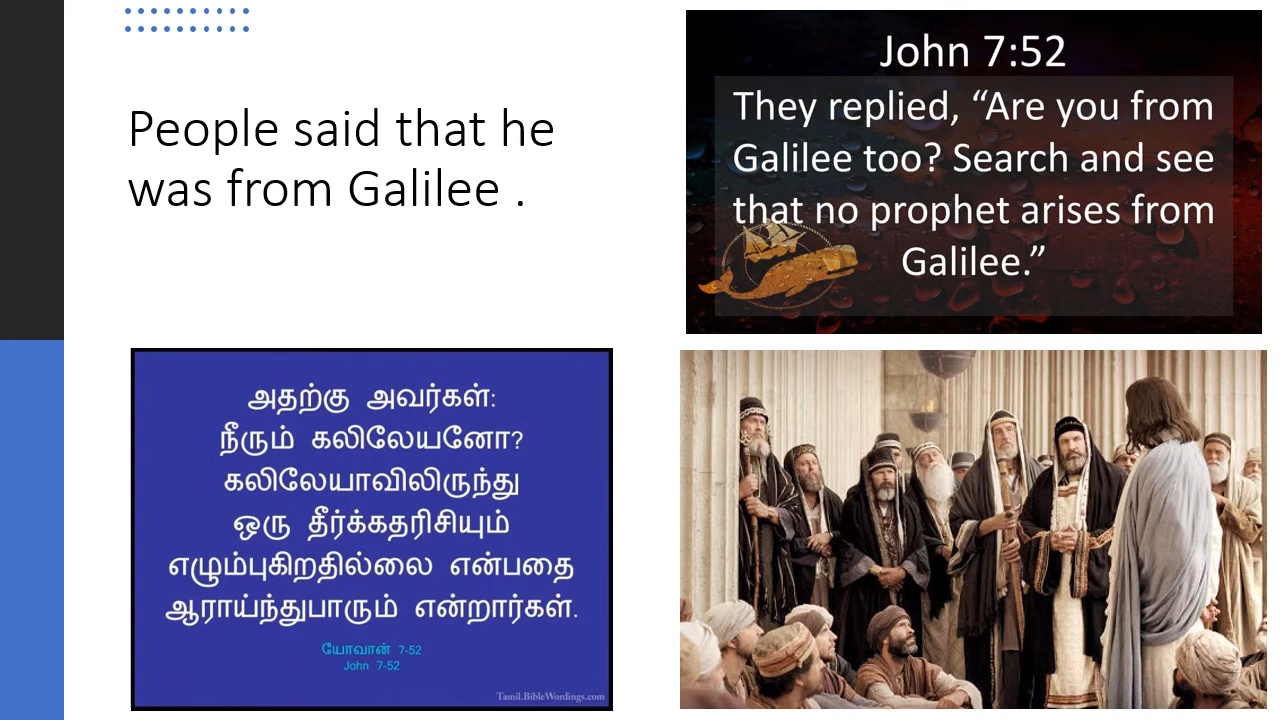 People said that he
was from Galilee .
John 7:52
They replied, “Are you from
Galilee too? Search and see
that no prophet arises from
Galilee.”
அதற்கு அவர்கள்:
நீரும் கலிலேயனோ?
கலிலேயாவிலிருந்து
ஒரு தீர்க்கதரிசியும்
எழும்புகிறதில்லை என்பதை
ஆராய்ந்துபாரும் என்றார்கள்.
யோவான் 7-52
John 7-52
Tamil.BibleWordings.com